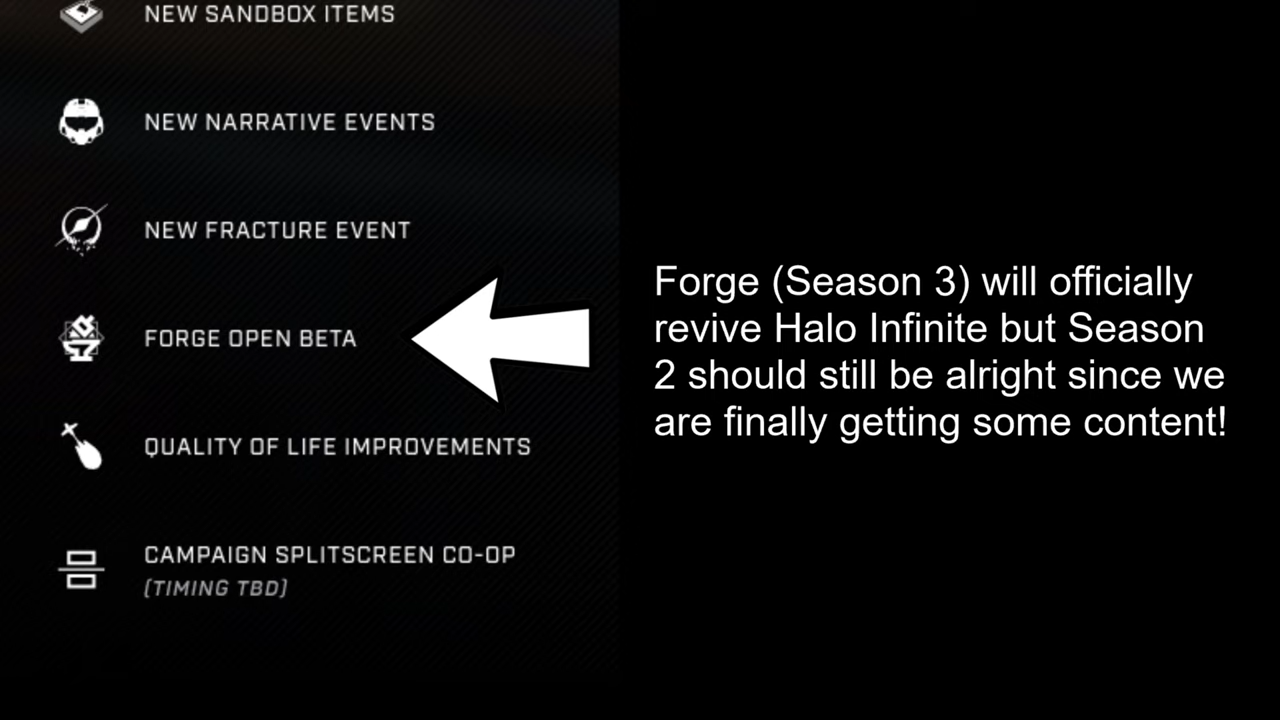 NEW SANDBOX ITEMS
NEW NARRATIVE EVENTS
NEW FRACTURE EVENT
FORGE OPEN BETA
QUALITY OF LIFE IMPROVEMENTS
CAMPAIGN SPLITSCREEN CO-OP
(TIMING TBD)
Forge (Season 3) will officially
revive Halo Infinite but Season
2 should still be alright since we
are finally getting some content!